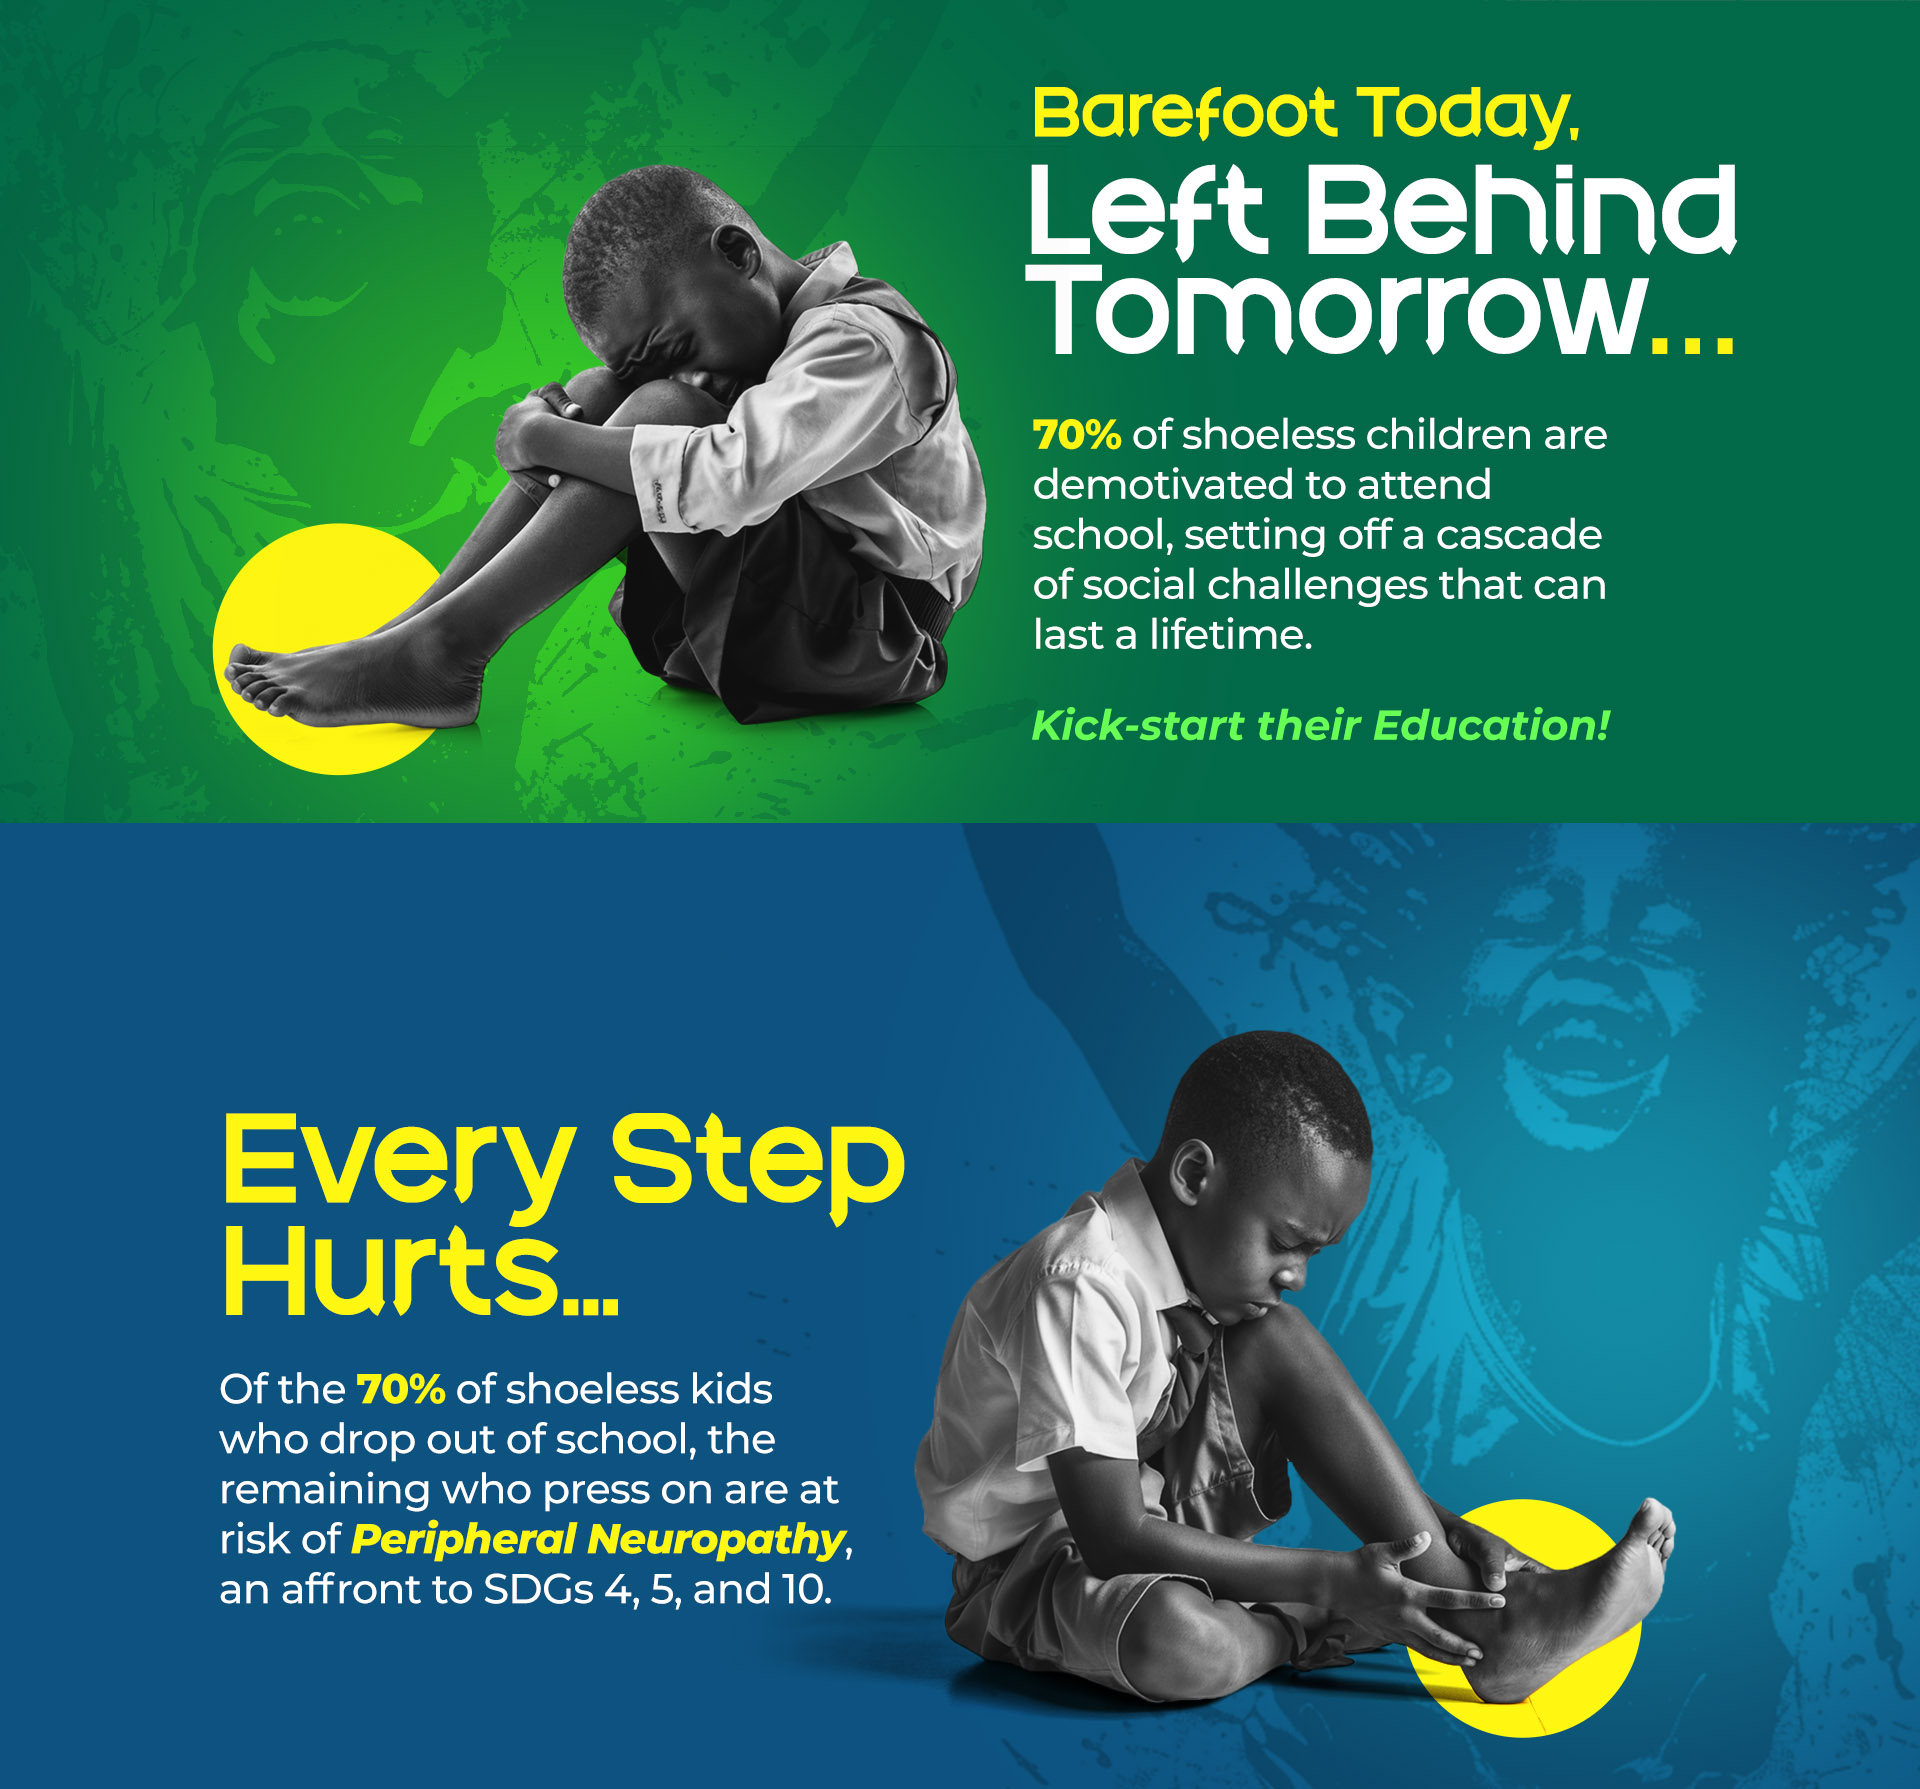 Barefoot Today,
Left Behind
Tomorrow...
70% of shoeless children are
demotivated to attend
school, setting off a cascade
of social challenges that can
last a lifetime.
Kick-start their Education!
Every Step
Hurts...
Of the 70% of shoeless kids
who drop out of school, the
remaining who press on are at
risk of Peripheral Neuropathy,
an affront to SDGs 4, 5, and 10.